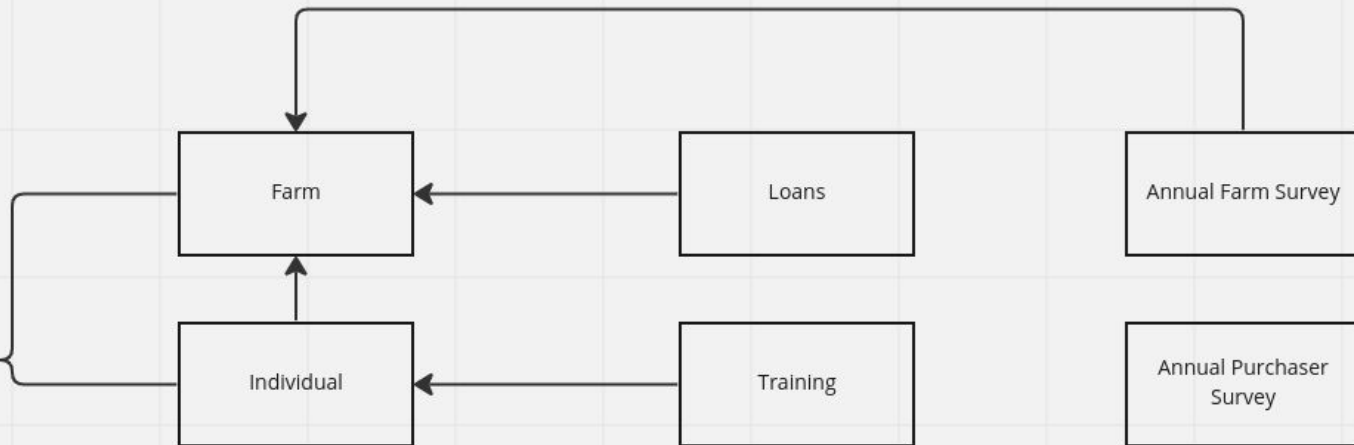 Farm
Loans
Annual Farm Survey
Individual
Training
Annual Purchaser
Survey